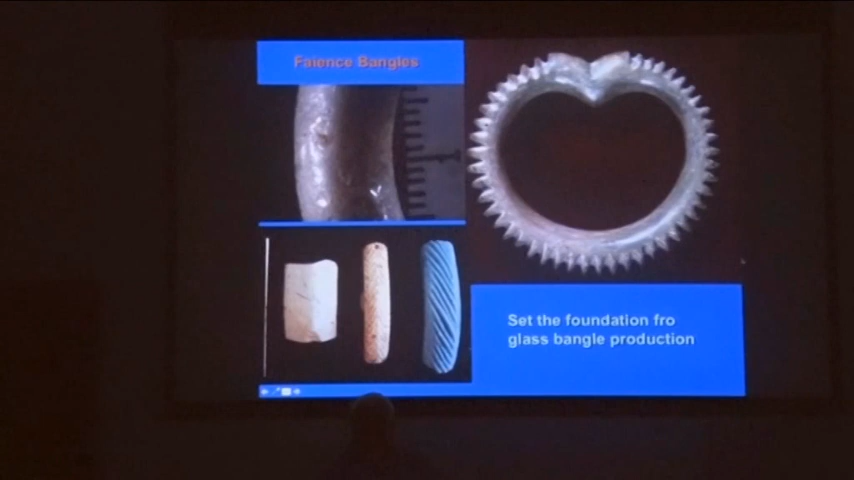 Faience Bangles
Set the foundation fro
glass bangle production